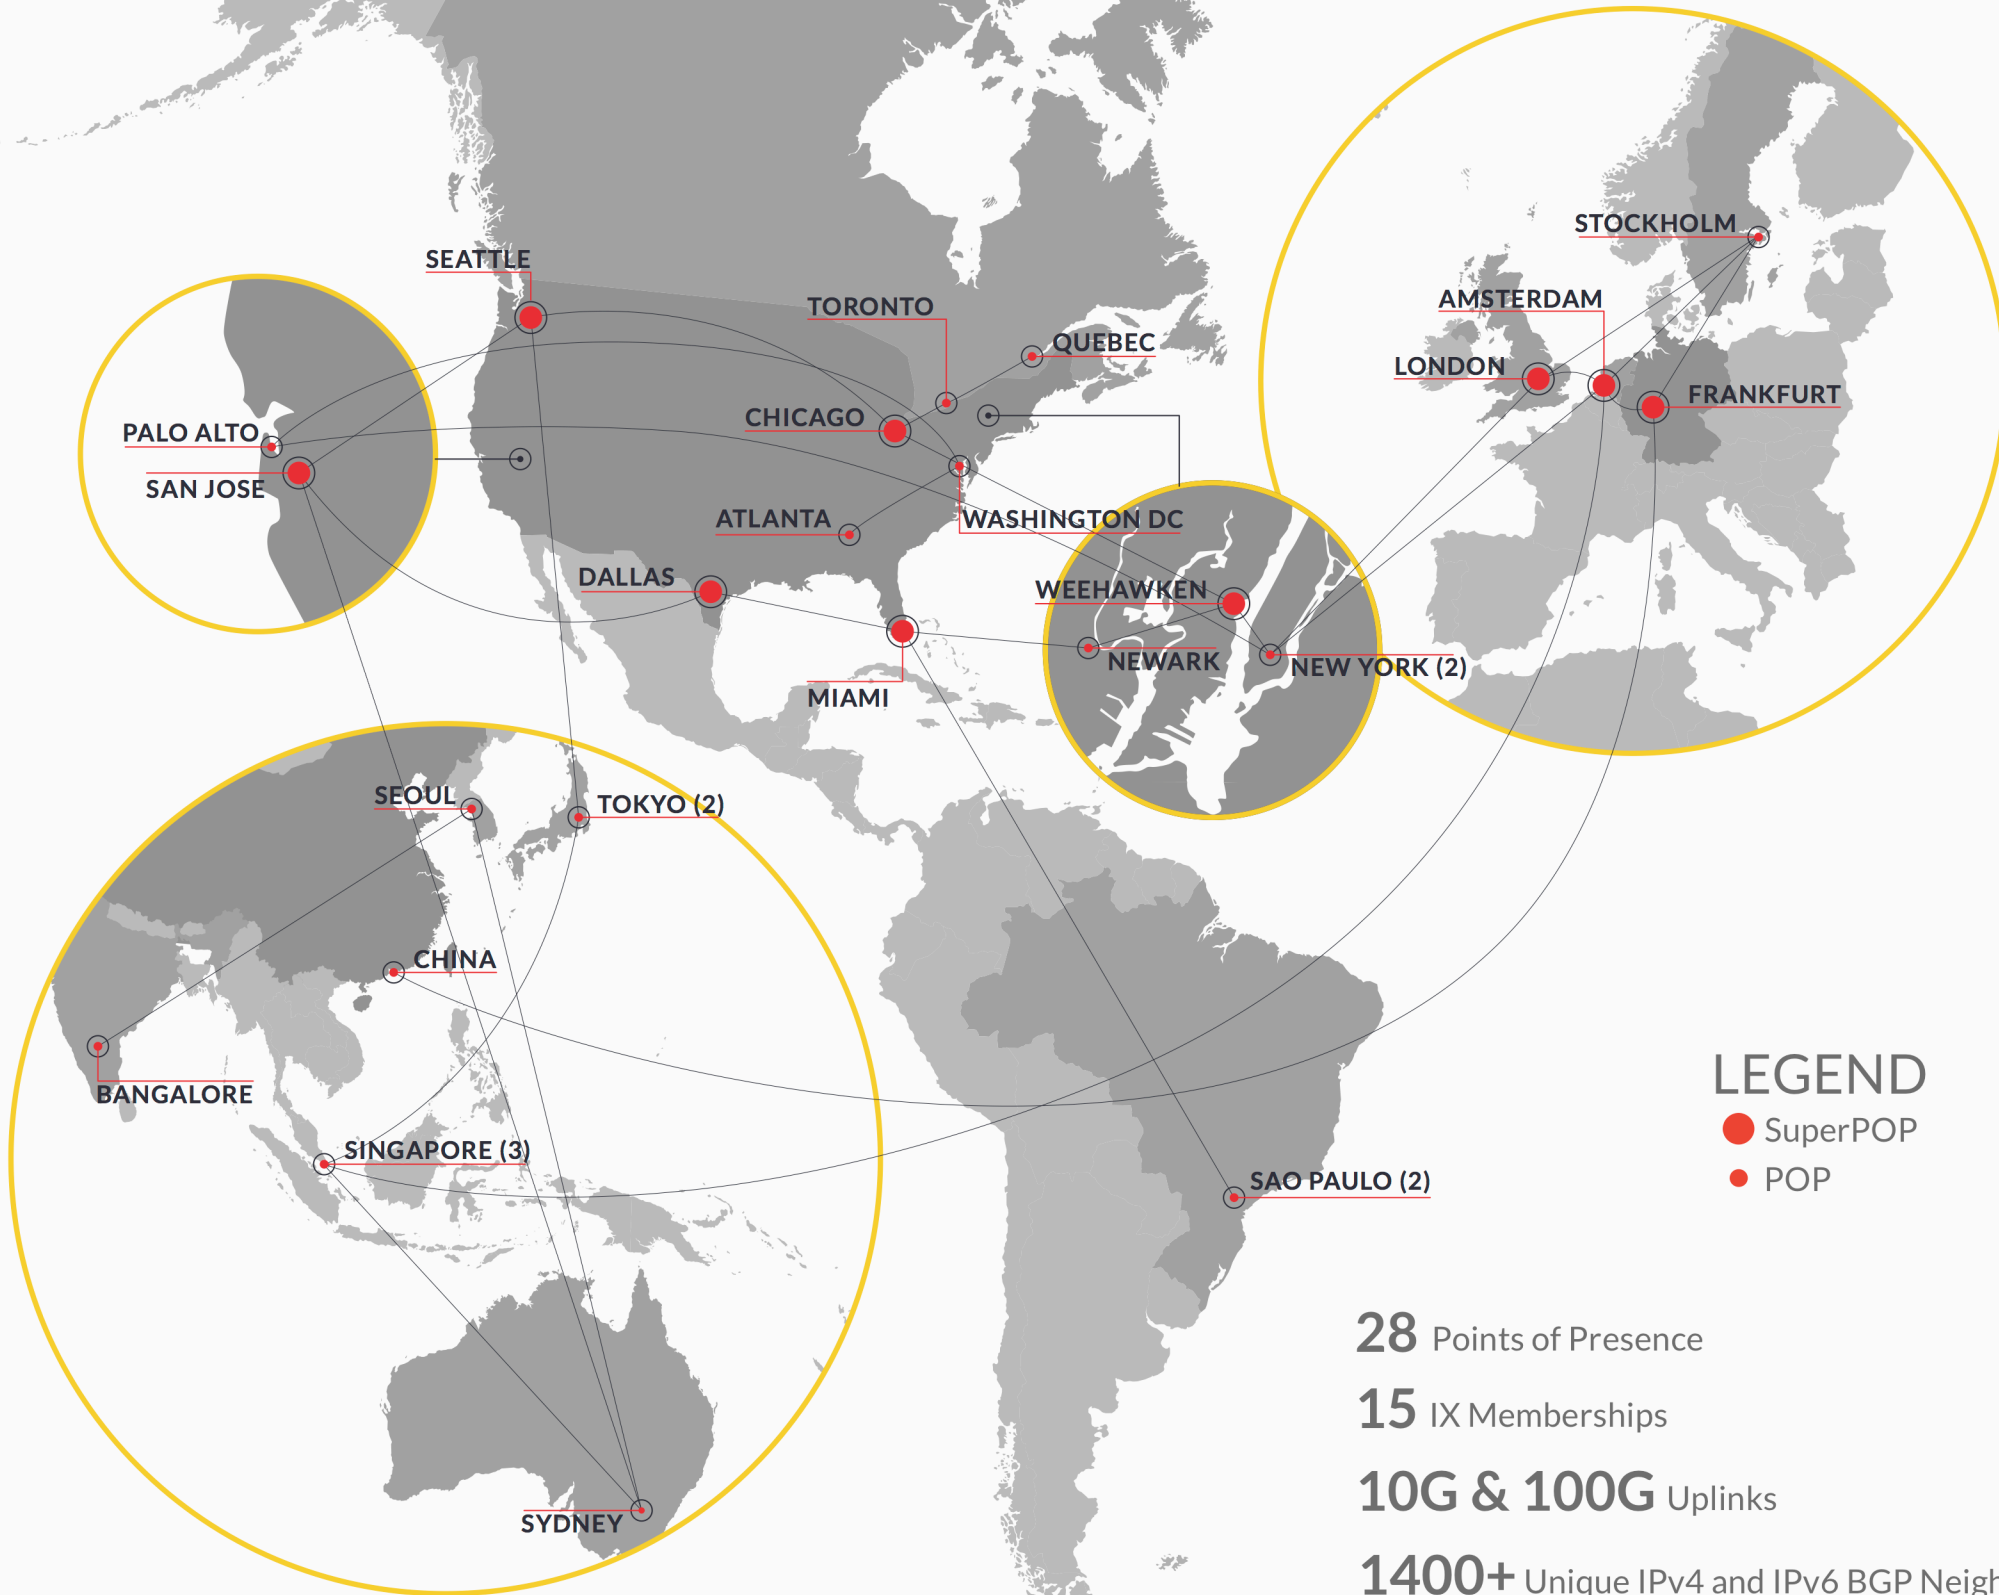 STOCKHOLM
SEATTLE
AMSTERDAM
TORONTO
QUEBEC
LONDON
FRANKFURT
CHICAGO
PALO ALTO
SAN JOSE
ATLANTA
WASHINGTON DC
DALLAS
WEEHAWKEN
NEWARK
NEW YORK (2)
MIAMI
SEOUL
TOKYO (2)
CHINA
BANGALORE
SINGAPORE (3)
SAO PAULO (2)
SYDNEY
LEGEND
SuperPOP
POP
28 Points of Presence
15 IX Memberships
10G & 100G Uplinks
1400+ Unique IPv4 and IPv6 BGP Neigh